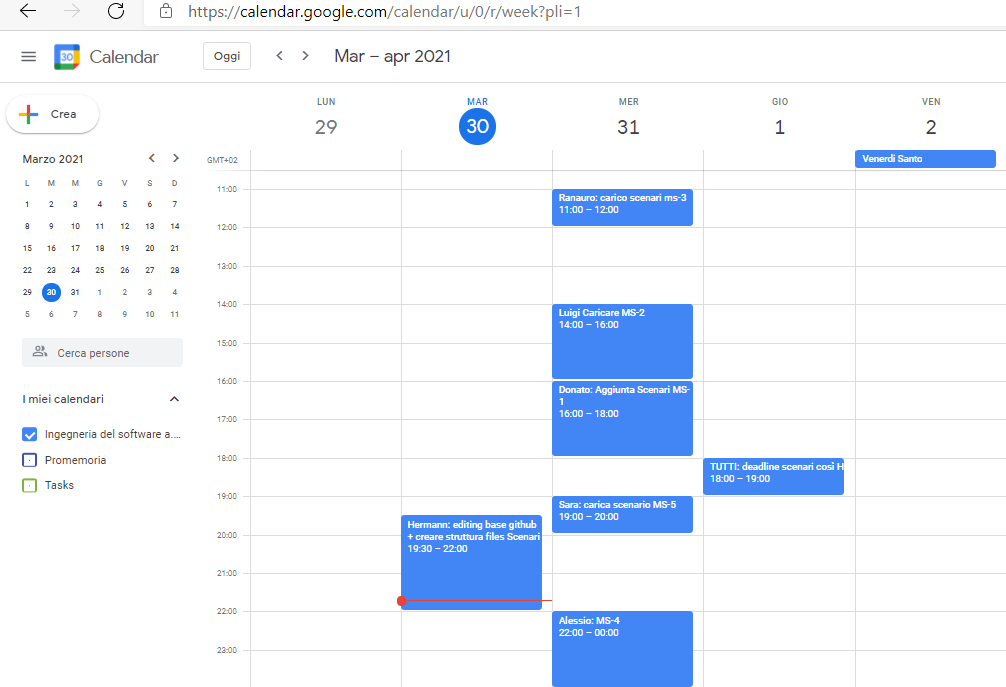 https://calendar.google.com/calendar/u/0/r/week?pli=1
30 Calendar
Oggi
Mar – apr 2021
Crea
LUN
29
MAR
30
MER
31
GIO
1
VEN
2
Marzo 2021
L M M G V S D
1 2 3 4 5 6 7
8 9 10 11 12 13 14
15 16 17 18 19 20 21
22 23 24 25 26 27 28
29 30 31 1 2 3 4
5 6 7 8 9 10 11
Cerca persone
I miei calendari
Ingegneria del software a....
Promemoria
Tasks
GMT+02
Venerdì Santo
11:00
12:00
13:00
14:00
15:00
16:00
17:00
18:00
19:00
20:00
21:00
22:00
23:00
Hermann: editing base github
+ creare struttura files Scenari
19:30 – 22:00
Ranauro: carico scenari ms-3
11:00 – 12:00
Luigi Caricare MS-2
14:00 – 16:00
Donato: Aggiunta Scenari MS-
1
16:00 – 18:00
Sara: carica scenario MS-5
19:00 – 20:00
Alessio: MS-4
22:00 – 00:00
TUTTI: deadline scenari così H
18:00 – 19:00